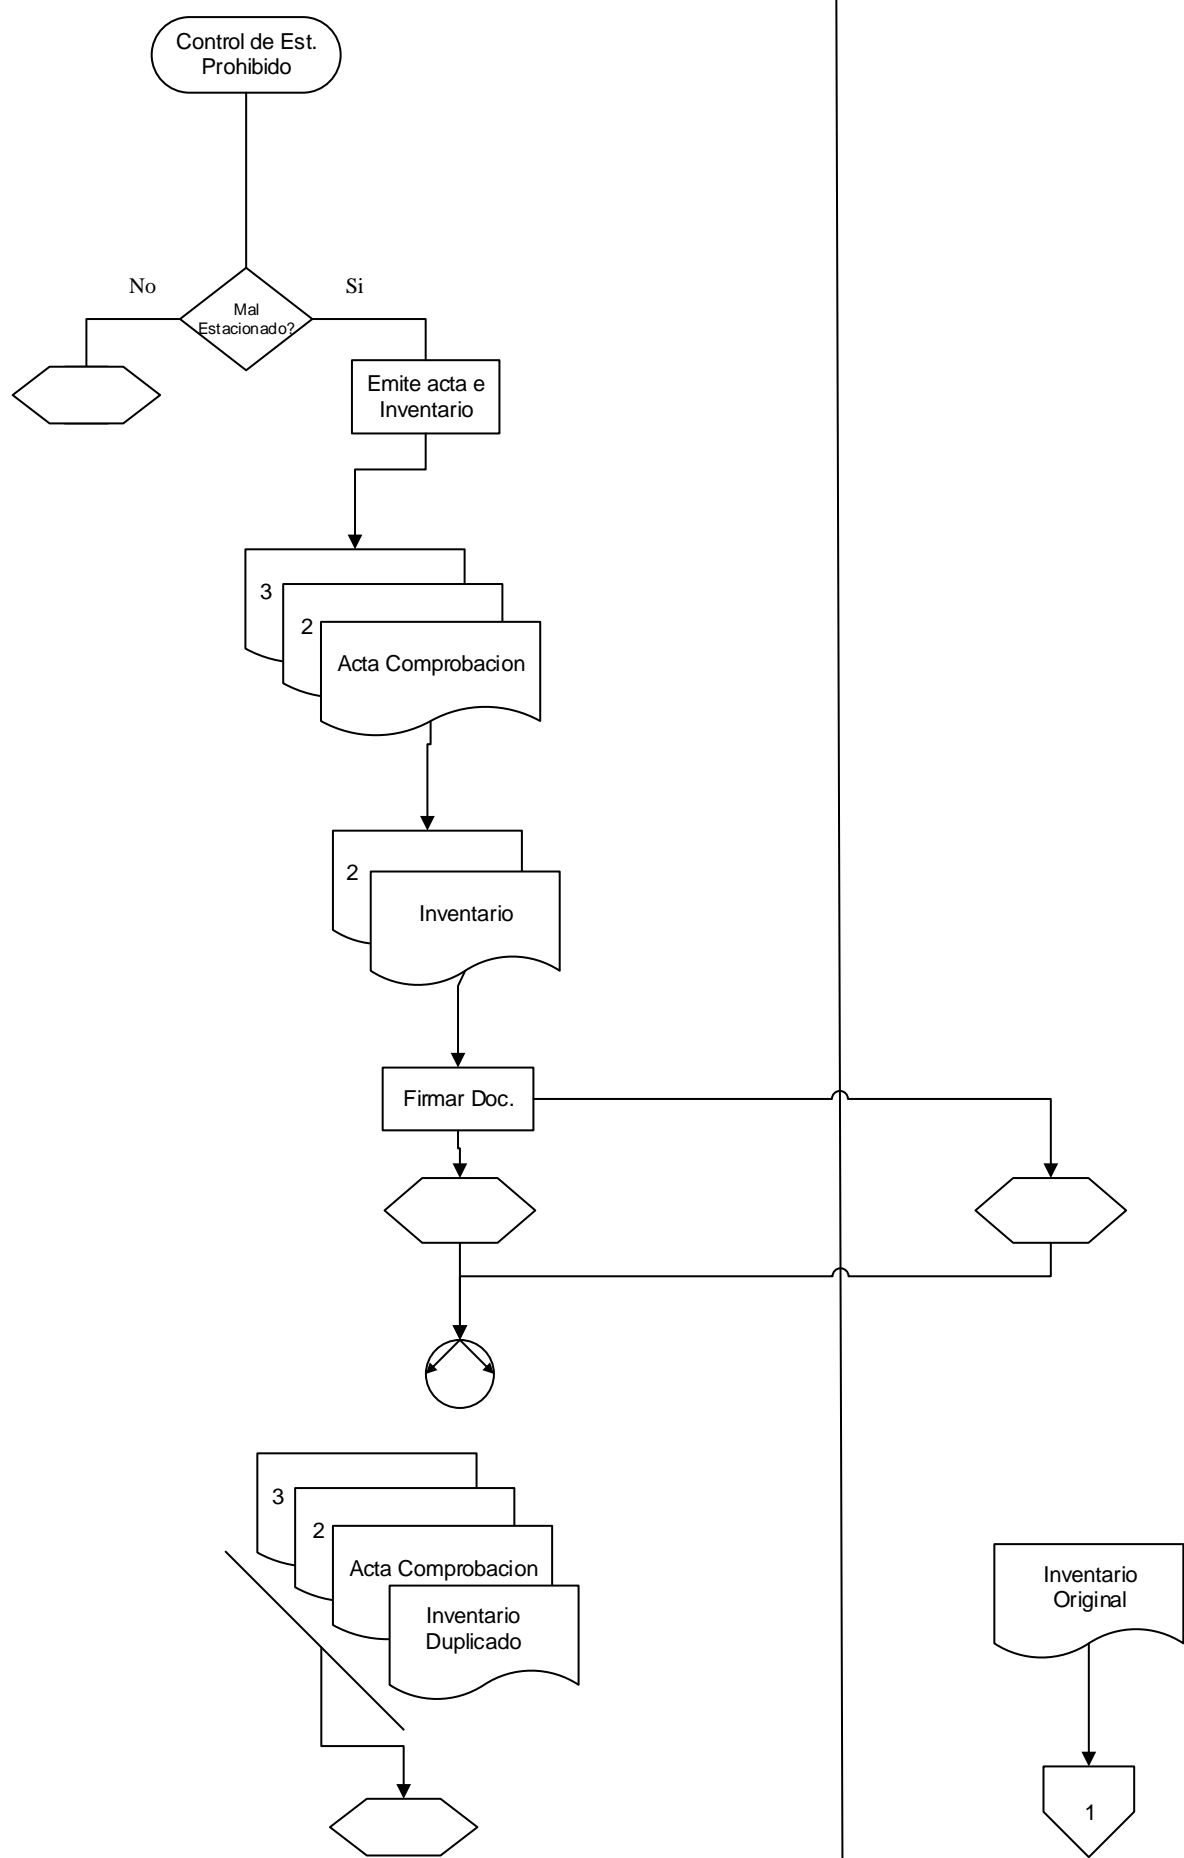 Control de Est.
Prohibido
No
Si
Mal
Estacionado?
Emite acta e
Inventario
3
2
Acta Comprobacion
2
Inventario
Firmar Doc.
3
2
Acta Comprobacion
Inventario
Duplicado
Inventario
Original
1